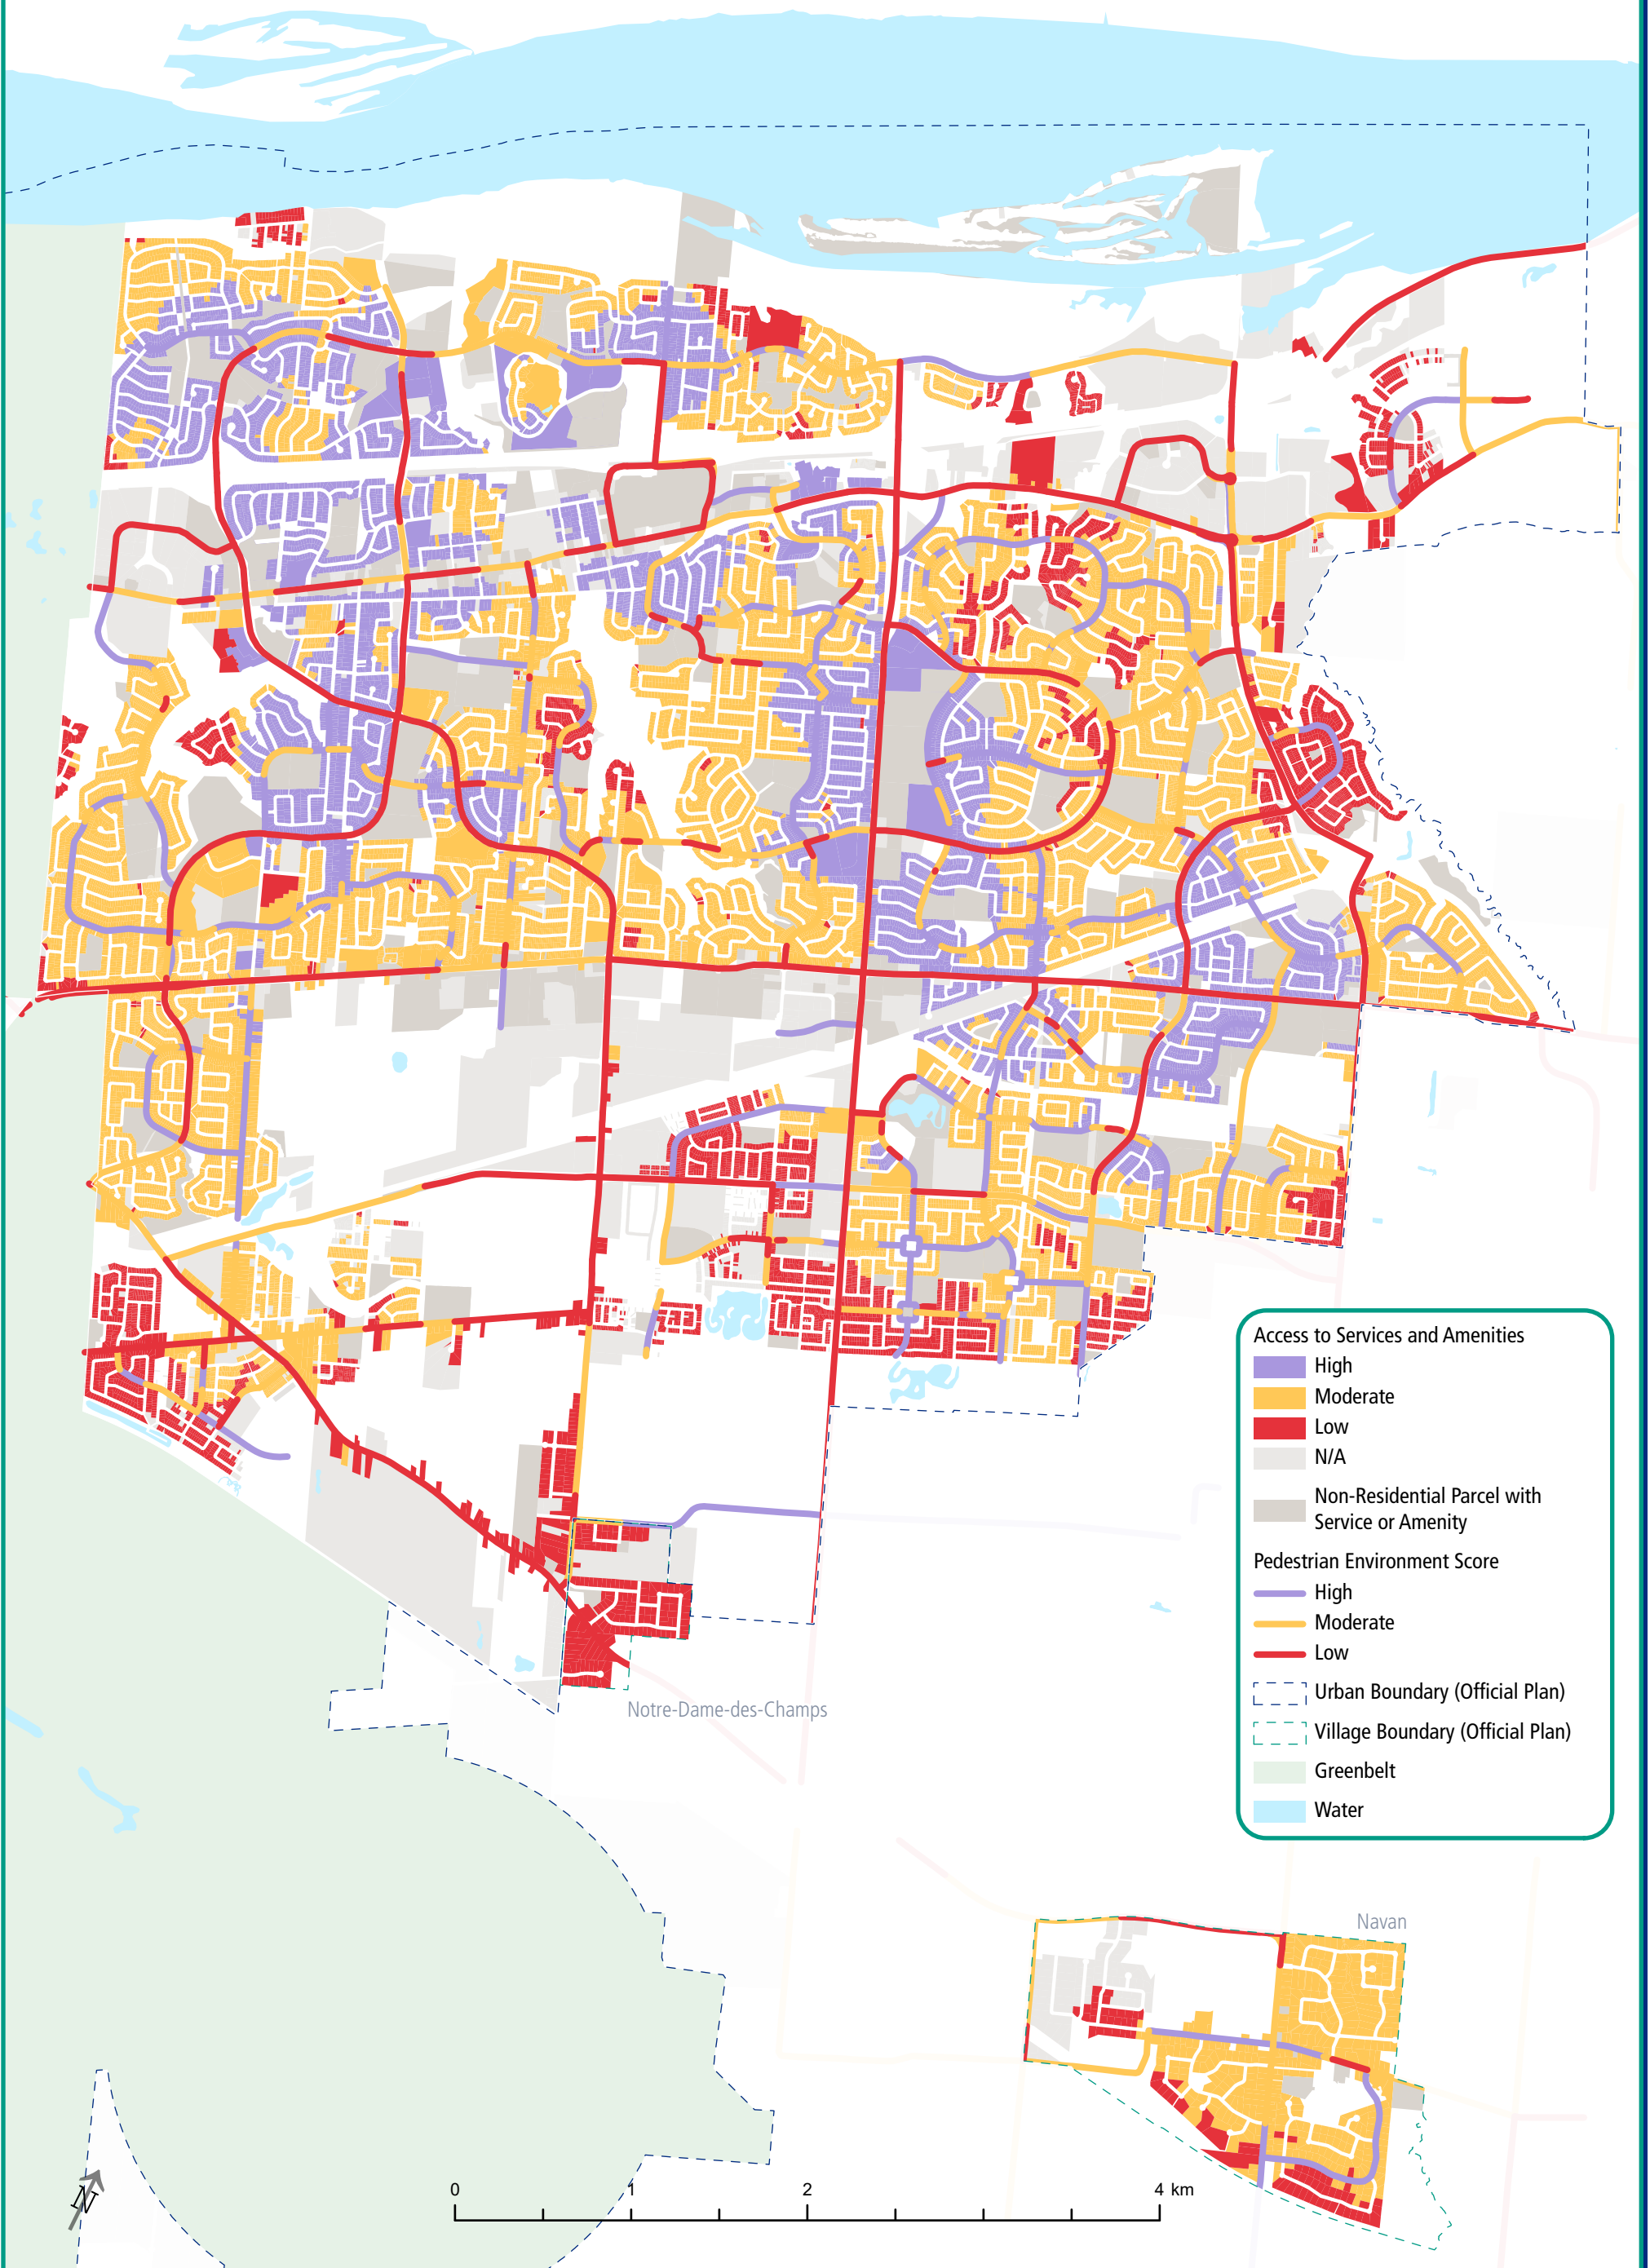 Access to Services and Amenities
High
Moderate
Low
N/A
Non-Residential Parcel with
Service or Amenity
Pedestrian Environment Score
High
Moderate
Low
Urban Boundary (Official Plan)
Village Boundary (Official Plan)
Greenbelt
Water
Notre-Dame-des-Champs
Navan
N
0 1 2 4 km